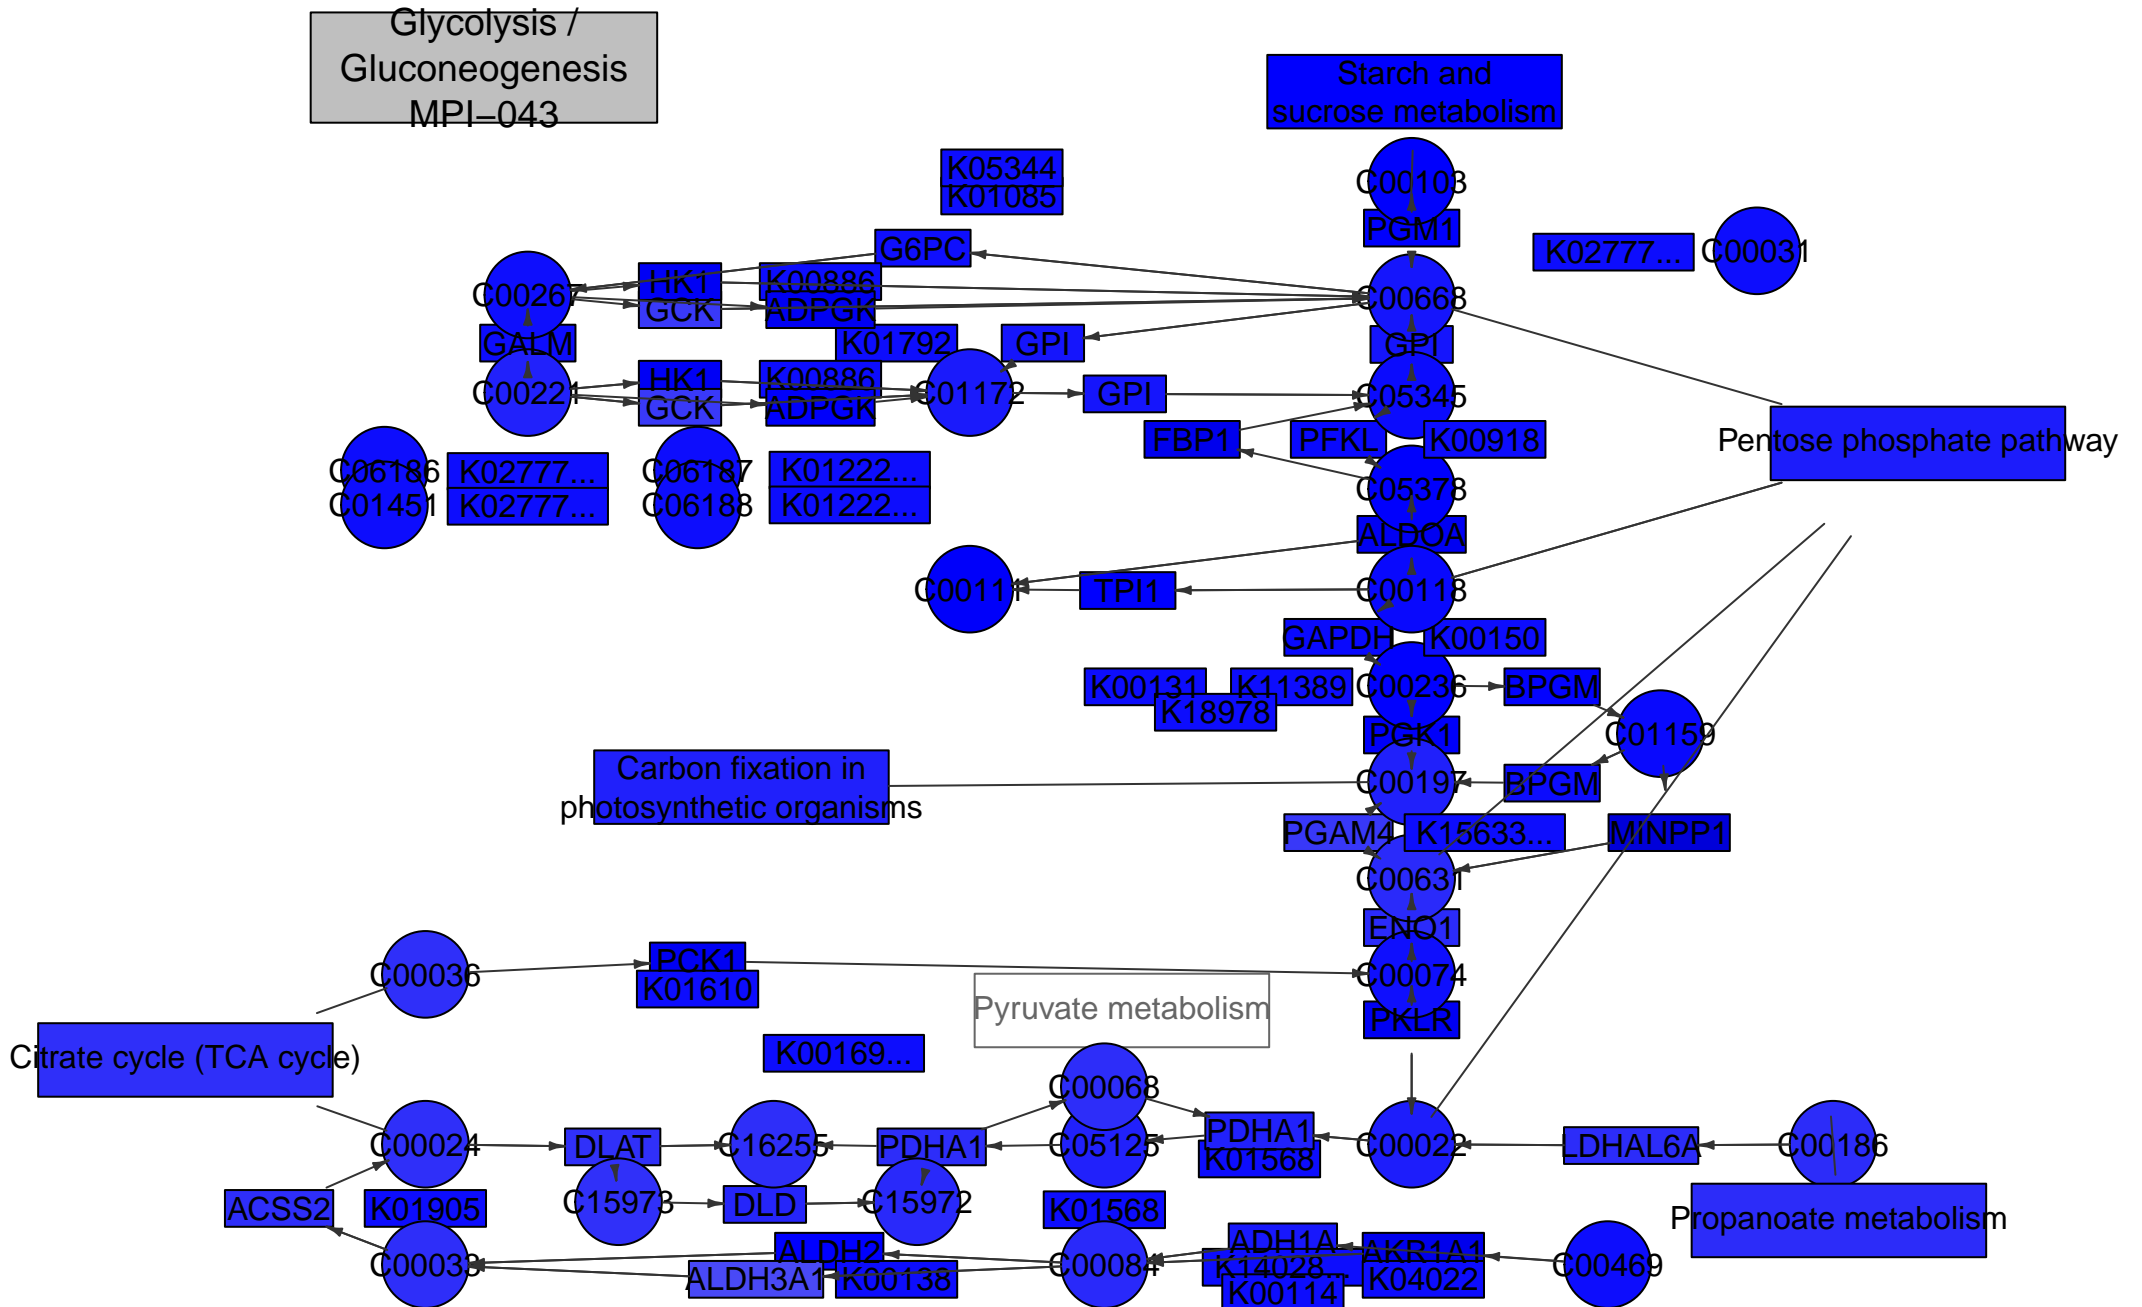 Glycolysis /
Gluconeogenesis
MPI–043
Starch and
sucrose metabolism
K05344
K01085
C00103
PGM1
K02777...
C00031
G6PC
C00267
HK1
K00886
GCK
ADPGK
C00668
GALM
K01792
GPI
GPI
C00221
HK1
K00886
GCK
ADPGK
C01172
GPI
C05345
FBP1
PFKL
K00918
Pentose phosphate pathway
C06186
K02777...
C06187
K01222...
C01451
K02777...
C06188
K01222...
C05378
ALDOA
C00111
TPI1
C00118
GAPDH
K00150
K00131
K11389
K18978
C00236
BPGM
PGK1
C01159
Carbon fixation in
photosynthetic organisms
C00197
BPGM
PGAM4
K15633...
MINPP1
C00631
ENO1
C00036
PCK1
K01610
C00074
Pyruvate metabolism
PKLR
Citrate cycle (TCA cycle)
K00169...
C00068
C00024
DLAT
C16255
PDHA1
C05125
PDHA1
K01568
C00022
LDHAL6A
C00186
ACSS2
K01905
C15973
DLD
C15972
K01568
Propanoate metabolism
C00033
ALDH2
ALDH3A1
K00138
C00084
ADH1A
K14028...
K00114
AKR1A1
K04022
C00469